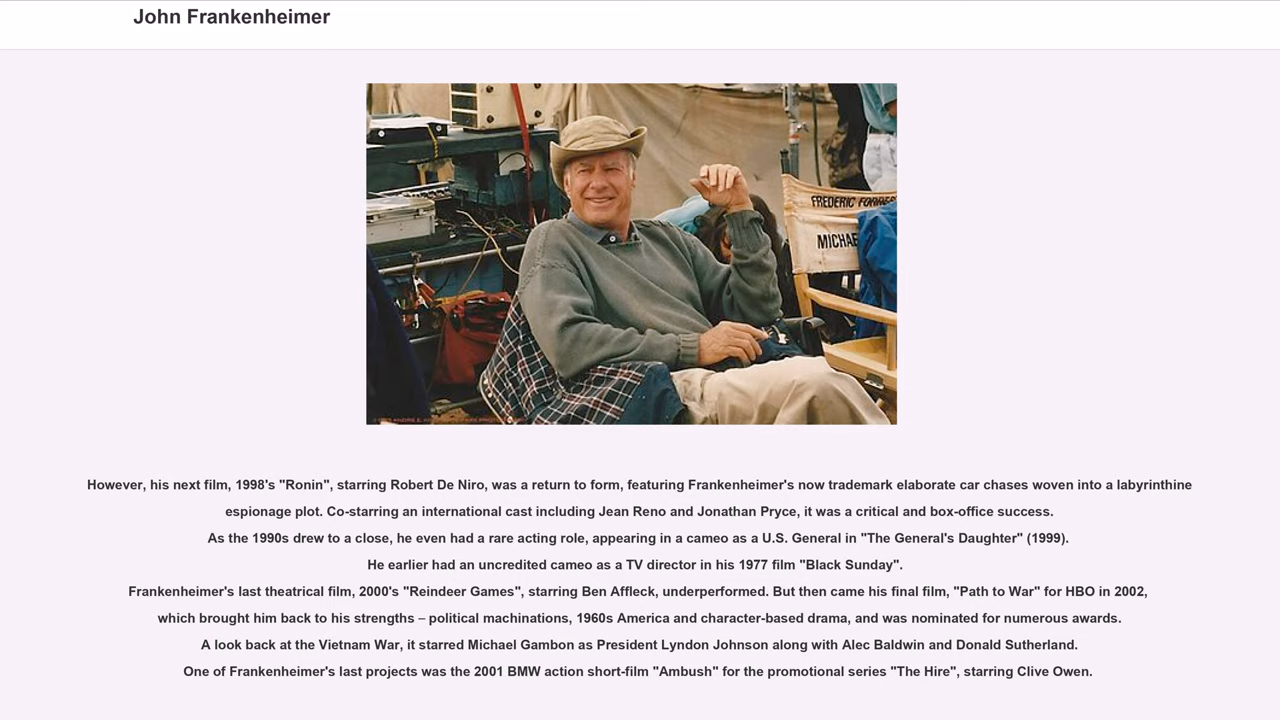 John Frankenheimer
FREDERIC FORREST
MICHAE
However, his next film, 1998's "Ronin", starring Robert De Niro, was a return to form, featuring Frankenheimer's now trademark elaborate car chases woven into a labyrinthine
espionage plot. Co-starring an international cast including Jean Reno and Jonathan Pryce, it was a critical and box-office success.
As the 1990s drew to a close, he even had a rare acting role, appearing in a cameo as a U.S. General in "The General's Daughter" (1999).
He earlier had an uncredited cameo as a TV director in his 1977 film "Black Sunday".
Frankenheimer's last theatrical film, 2000's "Reindeer Games", starring Ben Affleck, underperformed. But then came his final film, "Path to War" for HBO in 2002,
which brought him back to his strengths – political machinations, 1960s America and character-based drama, and was nominated for numerous awards.
A look back at the Vietnam War, it starred Michael Gambon as President Lyndon Johnson along with Alec Baldwin and Donald Sutherland.
One of Frankenheimer's last projects was the 2001 BMW action short-film "Ambush" for the promotional series "The Hire", starring Clive Owen.